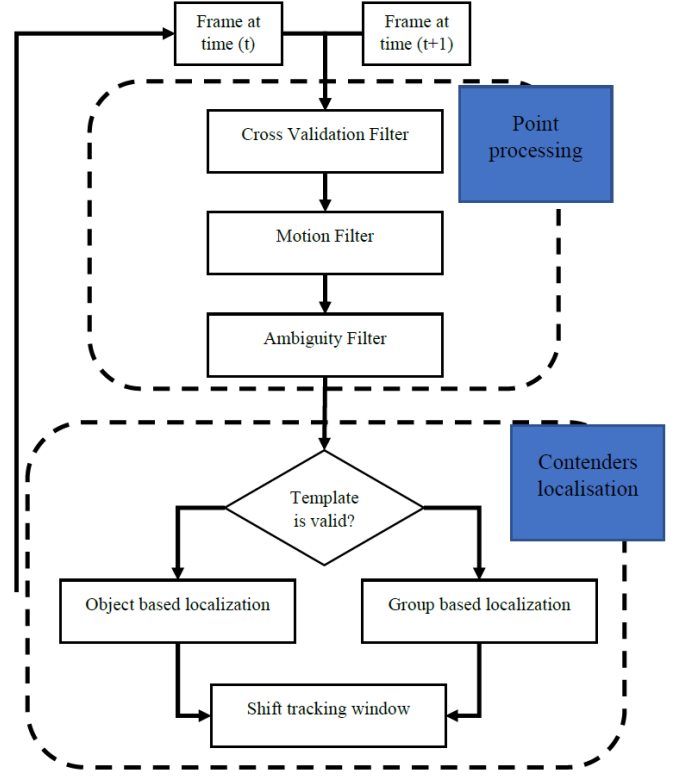 Frame at
time (t)
Frame at
time (t+1)
Cross Validation Filter
Point
processing
Motion Filter
Ambiguity Filter
Contenders
localisation
Template
is valid?
Object based localization
Group based localization
Shift tracking window